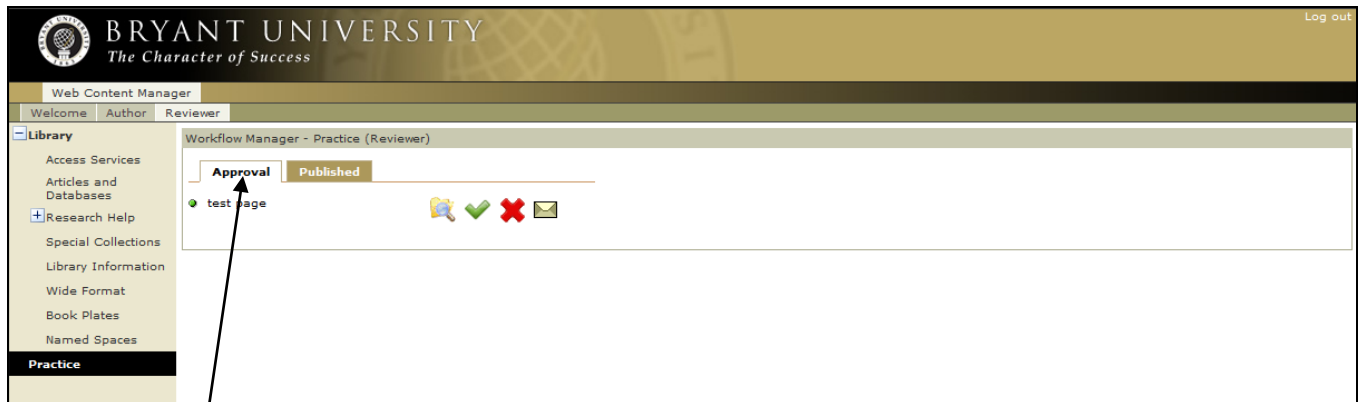 BRYANT UNIVERSITY
The Character of Success
Log out
Web Content Manager
Welcome Author Reviewer
Library
Access Services
Articles and
Databases
Research Help
Special Collections
Library Information
Wide Format
Book Plates
Named Spaces
Practice
Workflow Manager - Practice (Reviewer)
Approval Published
test page